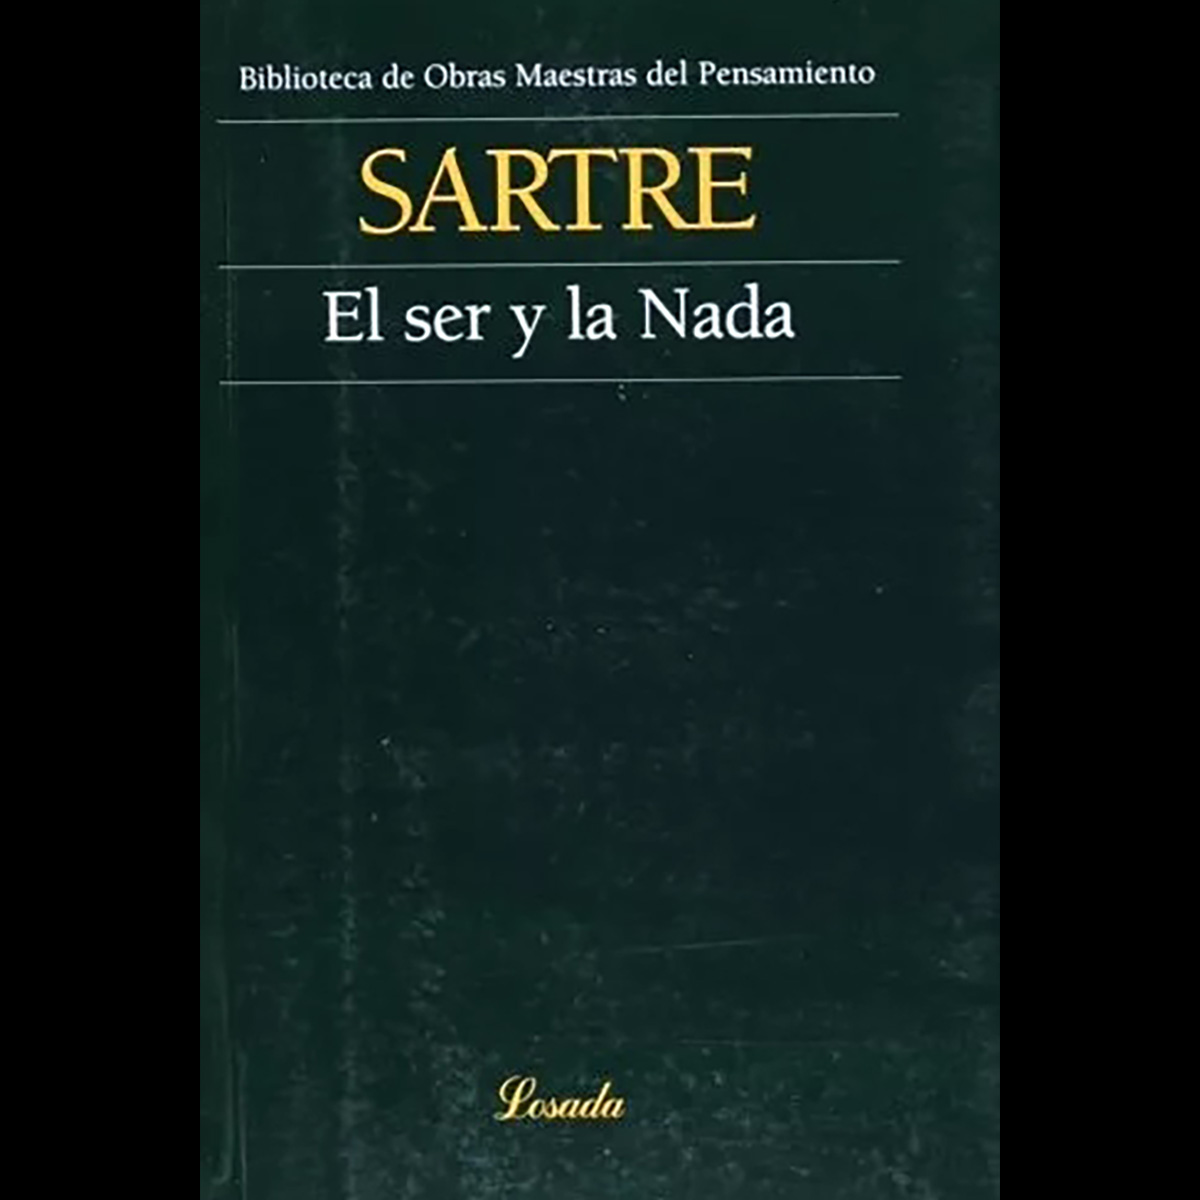 Biblioteca de Obras Maestras del Pensamiento
SARTRE
El ser y la Nada
Losada